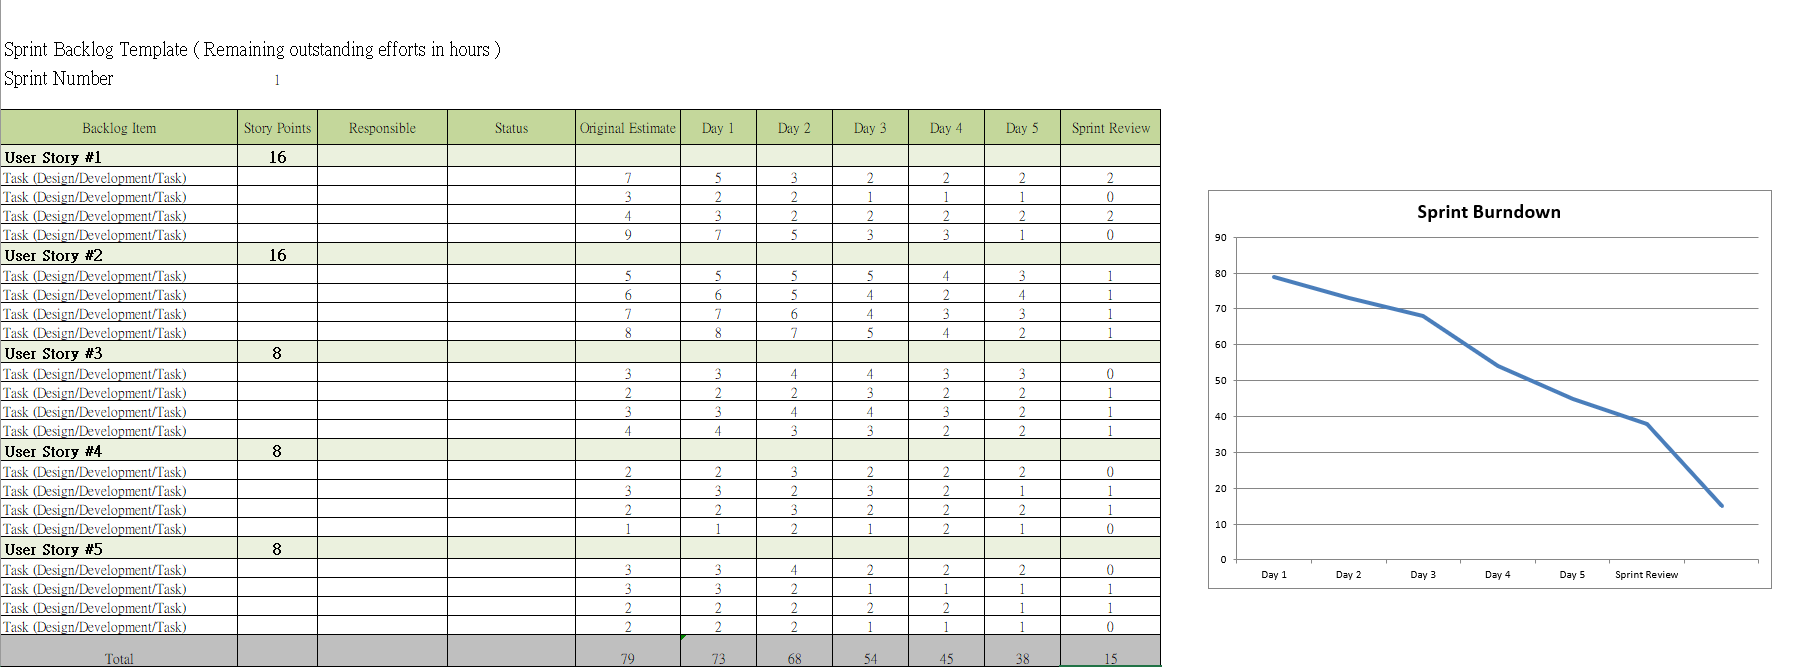 Sprint Backlog Template ( Remaining outstanding efforts in hours )
Sprint Number 1
Backlog Item Story Points Responsible Status Original Estimate Day 1 Day 2 Day 3 Day 4 Day 5 Sprint Review
User Story #1 16
Task (Design/Development/Task) 7 5 3 2 2 2 2
Task (Design/Development/Task) 3 2 2 1 1 1 0
Task (Design/Development/Task) 4 3 2 2 2 2 2
Task (Design/Development/Task) 9 7 5 3 3 1 0
User Story #2 16
Task (Design/Development/Task) 5 5 5 5 4 3 1
Task (Design/Development/Task) 6 6 5 4 2 4 1
Task (Design/Development/Task) 7 7 6 4 3 3 1
Task (Design/Development/Task) 8 8 7 5 4 2 1
User Story #3 8
Task (Design/Development/Task) 3 3 4 4 3 3 0
Task (Design/Development/Task) 2 2 2 3 2 2 1
Task (Design/Development/Task) 3 3 4 4 3 2 1
Task (Design/Development/Task) 4 4 3 3 2 2 1
User Story #4 8
Task (Design/Development/Task) 2 2 3 2 2 2 0
Task (Design/Development/Task) 3 3 2 3 2 1 1
Task (Design/Development/Task) 2 2 3 2 2 2 1
Task (Design/Development/Task) 1 1 2 1 2 1 0
User Story #5 8
Task (Design/Development/Task) 3 3 4 2 2 2 0
Task (Design/Development/Task) 3 3 2 1 1 1 1
Task (Design/Development/Task) 2 2 2 2 2 1 1
Task (Design/Development/Task) 2 2 2 1 1 1 0
Total 79 73 68 54 45 38 15
Sprint Burndown
90
80
70
60
50
40
30
20
10
0
Day 1 Day 2 Day 3 Day 4 Day 5 Sprint Review